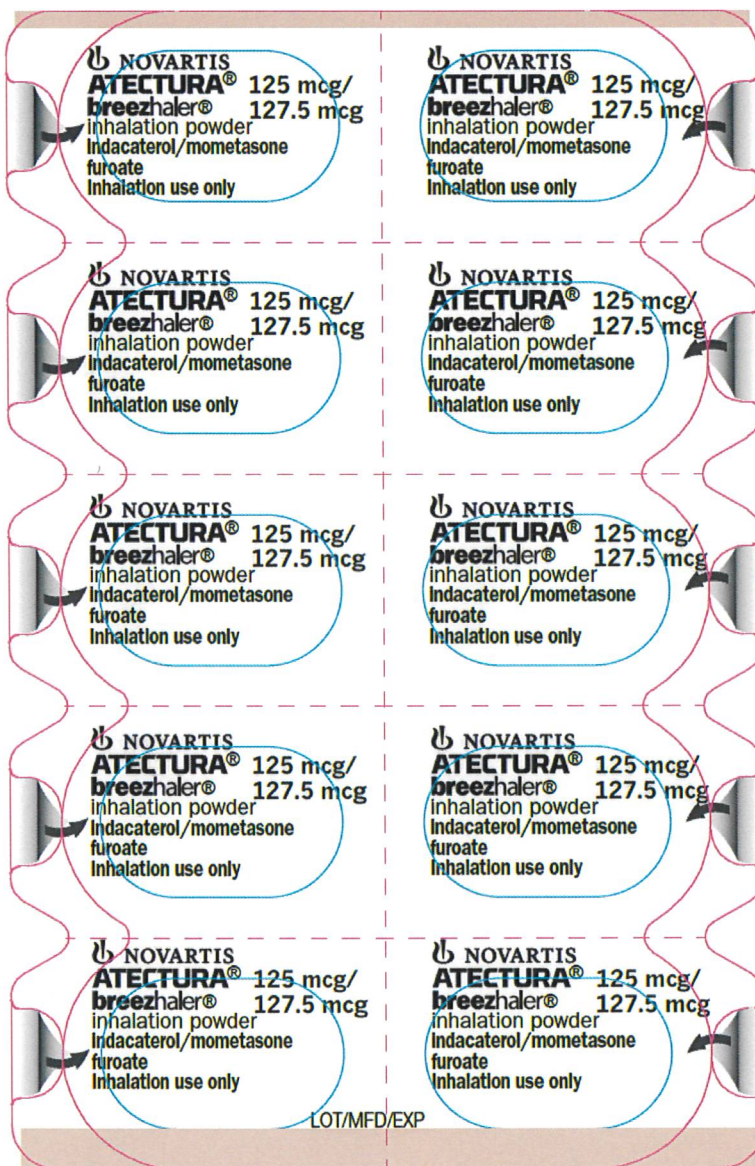 NOVARTIS
ATECTURA® 125 mcg/
breezhaler® 127.5 mcg
inhalation powder
Indacaterol/mometasone
furoate
Inhalation use only
NOVARTIS
ATECTURA® 125 mcg/
breezhaler® 127.5 mcg
inhalation powder
Indacaterol/mometasone
furoate
Inhalation use only
NOVARTIS
ATECTURA® 125 mcg/
breezhaler® 127.5 mcg
inhalation powder
Indacaterol/mometasone
furoate
Inhalation use only
NOVARTIS
ATECTURA® 125 mcg/
breezhaler® 127.5 mcg
inhalation powder
Indacaterol/mometasone
furoate
Inhalation use only
NOVARTIS
ATECTURA® 125 mcg/
breezhaler® 127.5 mcg
inhalation powder
Indacaterol/mometasone
furoate
Inhalation use only
NOVARTIS
ATECTURA® 125 mcg/
breezhaler® 127.5 mcg
inhalation powder
Indacaterol/mometasone
furoate
Inhalation use only
NOVARTIS
ATECTURA® 125 mcg/
breezhaler® 127.5 mcg
inhalation powder
Indacaterol/mometasone
furoate
Inhalation use only
NOVARTIS
ATECTURA® 125 mcg/
breezhaler® 127.5 mcg
inhalation powder
Indacaterol/mometasone
furoate
Inhalation use only
NOVARTIS
ATECTURA® 125 mcg/
breezhaler® 127.5 mcg
inhalation powder
Indacaterol/mometasone
furoate
Inhalation use only
NOVARTIS
ATECTURA® 125 mcg/
breezhaler® 127.5 mcg
inhalation powder
Indacaterol/mometasone
furoate
Inhalation use only
LOT/MFD/EXP